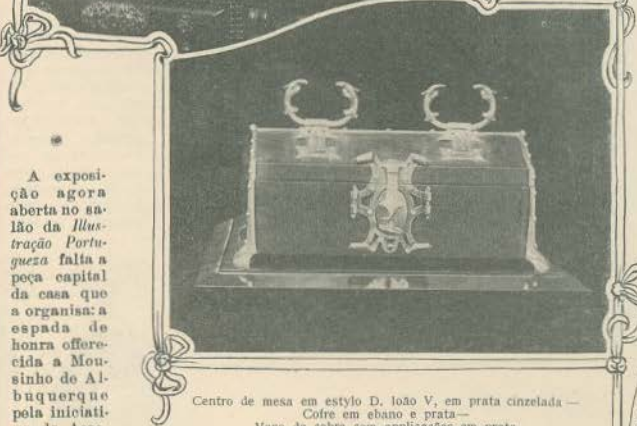 A exposi-
ção agora
aberta no sa-
lão da Illus-
tração Portu-
gueza falta a
peça capital
da casa que
a organisa: a
espada de
honra offere-
cida a Mou-
sinho de Al-
buquerque
pela iniciati-
Centro de mesa em estylo D. João V, em prata cinzelada —
Cofre em ebano e prata—